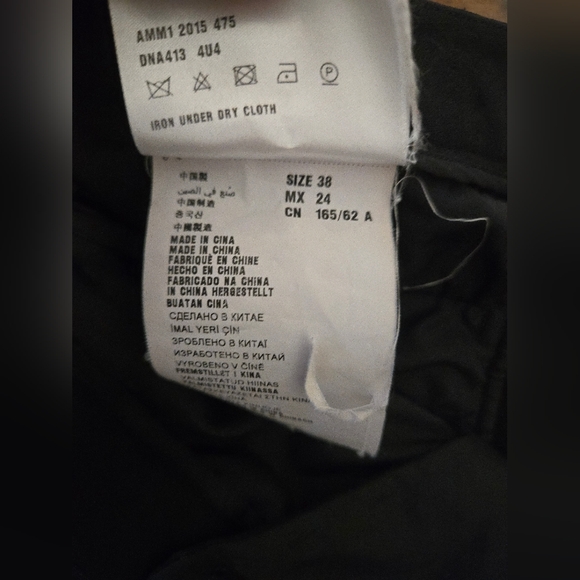 AMM1 2015 475
DNA413 4U4
P
IRON UNDER DRY CLOTH
中国製
صنع في الصين
中国制造
중국산
中國製造
SIZE 38
MX 24
CN 165/62 A
MADE IN CINA
MADE IN CHINA
FABRIQUÉ EN CHINE
HECHO EN CHINA
FABRICADO NA CHINA
IN CHINA HERGESTELLT
BUATAN CINA
СДЕЛАНО В КИТАЕ
İMAL YERİ ÇİN
ЗРОБЛЕНО В КИТАЇ
ИЗРАБОТЕНО В КИТАЙ
VYROBENO V ČÍNĚ
FREMSTILLET I KINA
VALMISTATUD HIINAS
VALMISTETTU KIINASSA